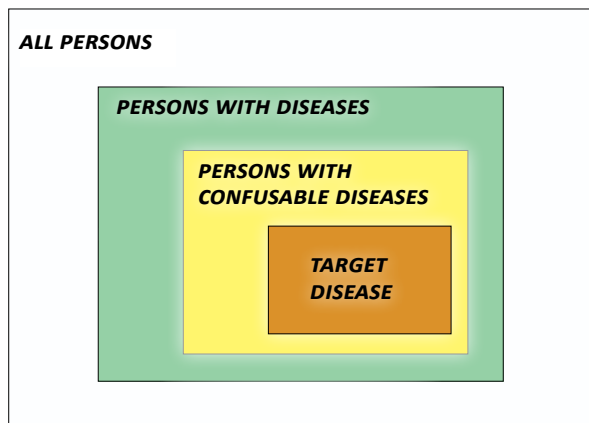 ALL PERSONS
PERSONS WITH DISEASES
PERSONS WITH
CONFUSABLE DISEASES
TARGET
DISEASE